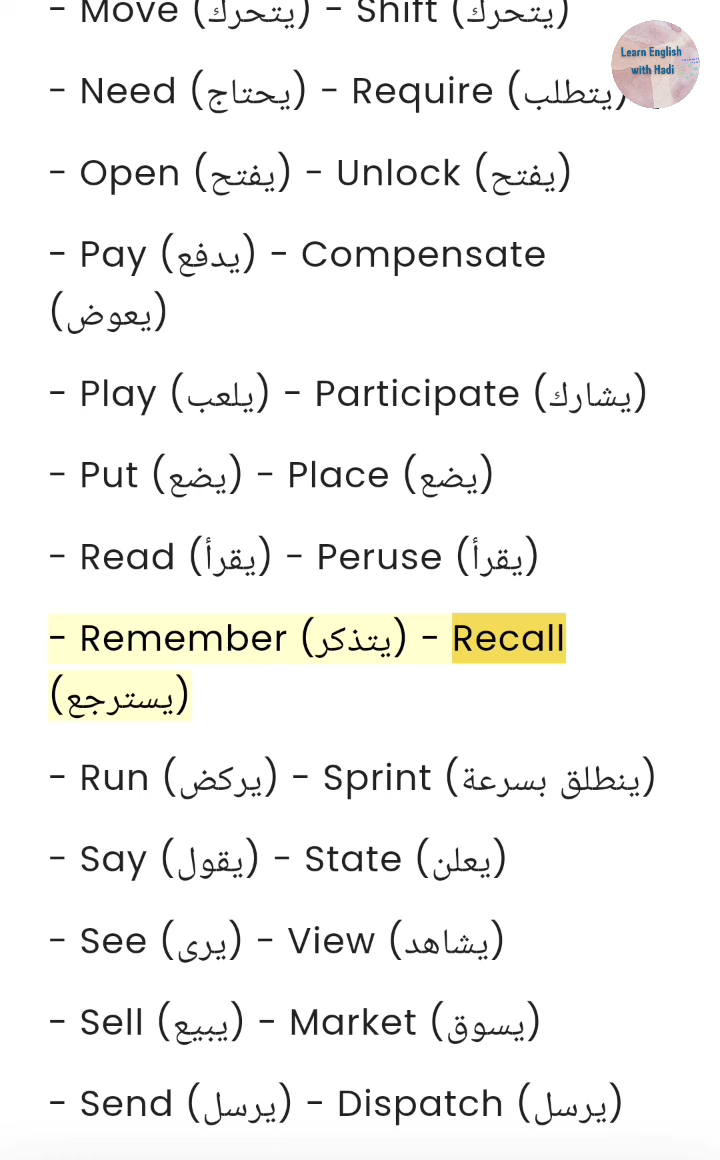 - Move (يتحرك) - Shift (يتحرك)
Learn English
with Hadi
- Need (يحتاج) - Require (يتطلب)
- Open (يفتح) - Unlock (يفتح)
- Pay (يدفع) - Compensate
(يعوض)
- Play (يلعب) - Participate (يشارك)
- Put (يضع) - Place (يضع)
- Read (يقرأ) - Peruse (يقرأ)
- Remember (يتذكر) - Recall
(يسترجع)
- Run (يركض) - Sprint (ينطلق بسرعة)
- Say (يقول) - State (يعلن)
- See (يرى) - View (يشاهد)
- Sell (يبيع) - Market (يسوق)
- Send (يرسل) - Dispatch (يرسل)